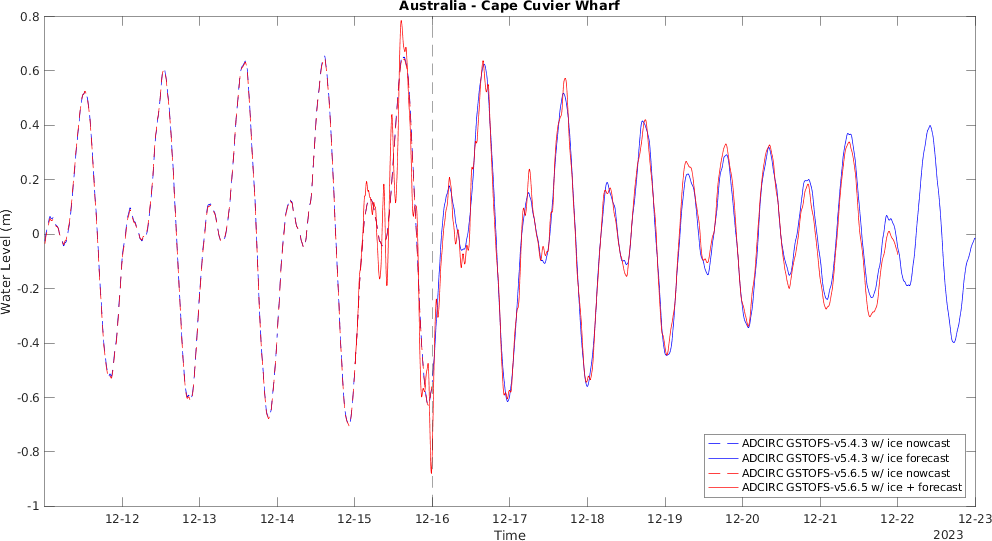 Australia - Cape Cuvier Wharf
Water Level (m)
0.8
0.6
0.4
0.2
0
-0.2
-0.4
-0.6
-0.8
-1
ADCIRC GSTOFS-v5.4.3 w/ ice nowcast
ADCIRC GSTOFS-v5.4.3 w/ ice forecast
ADCIRC GSTOFS-v5.6.5 w/ ice nowcast
ADCIRC GSTOFS-v5.6.5 w/ ice + forecast
12-12 12-13 12-14 12-15 12-16 12-17 12-18 12-19 12-20 12-21 12-22 12-23
Time
2023